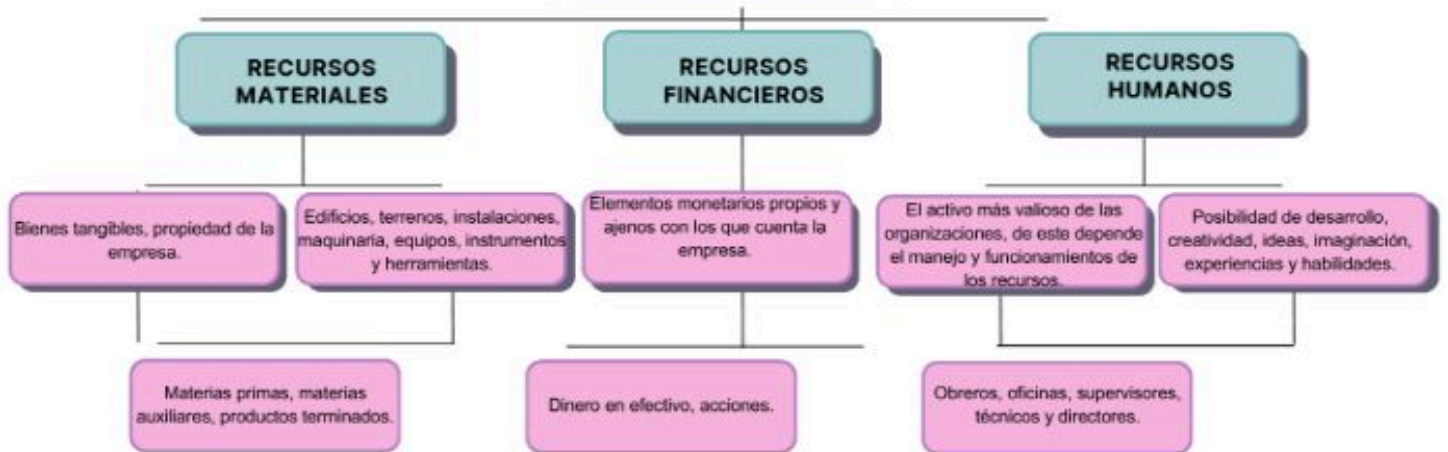 RECURSOS
MATERIALES
RECURSOS
FINANCIEROS
RECURSOS
HUMANOS
Bienes tangibles, propiedad de la
empresa.
Edificios, terrenos, instalaciones,
maquinaria, equipos, instrumentos
y herramientas.
Elementos monetarios propios y
ajenos con los que cuenta la
empresa.
El activo más valioso de las
organizaciones, de este depende
el manejo y funcionamientos de
los recursos.
Posibilidad de desarrollo,
creatividad, ideas, imaginación,
experiencias y habilidades.
Materias primas, materias
auxiliares, productos terminados.
Dinero en efectivo, acciones.
Obreros, oficinas, supervisores,
técnicos y directores.